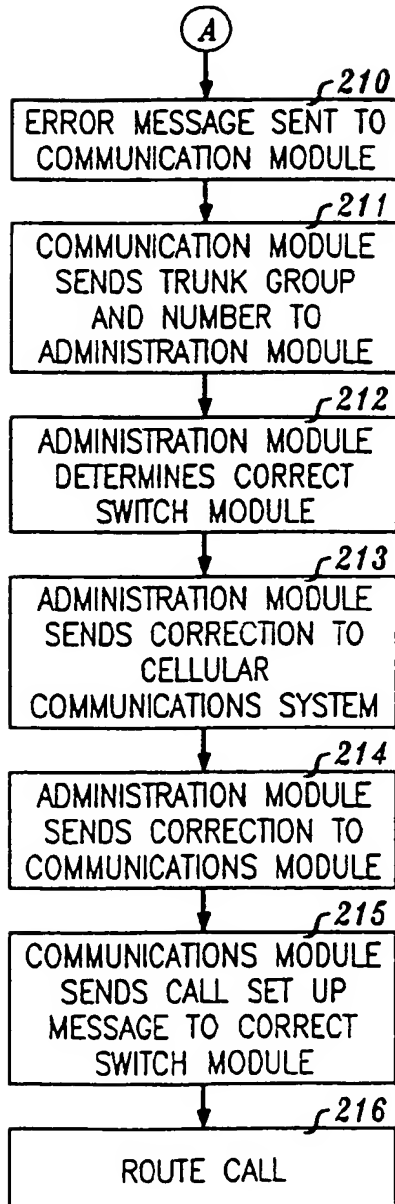 A
210
ERROR MESSAGE SENT TO
COMMUNICATION MODULE
211
COMMUNICATION MODULE
SENDS TRUNK GROUP
AND NUMBER TO
ADMINISTRATION MODULE
212
ADMINISTRATION MODULE
DETERMINES CORRECT
SWITCH MODULE
213
ADMINISTRATION MODULE
SENDS CORRECTION TO
CELLULAR
COMMUNICATIONS SYSTEM
214
ADMINISTRATION MODULE
SENDS CORRECTION TO
COMMUNICATIONS MODULE
215
COMMUNICATIONS MODULE
SENDS CALL SET UP
MESSAGE TO CORRECT
SWITCH MODULE
216
ROUTE CALL